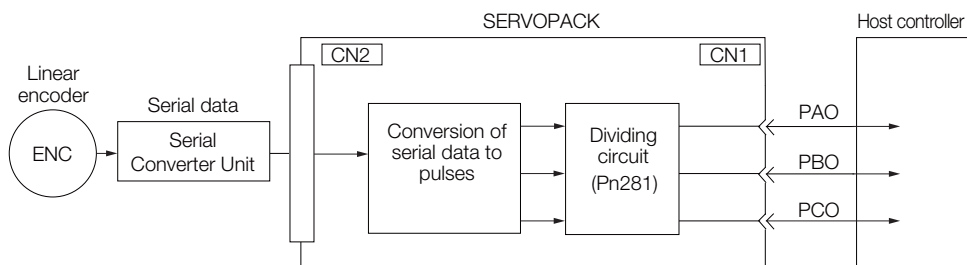 SERVOPACK
Host controller
CN2
CN1
Linear
encoder
Serial data
ENC
Serial
Converter Unit
Conversion of
serial data to
pulses
Dividing
circuit
(Pn281)
PAO
PBO
PCO